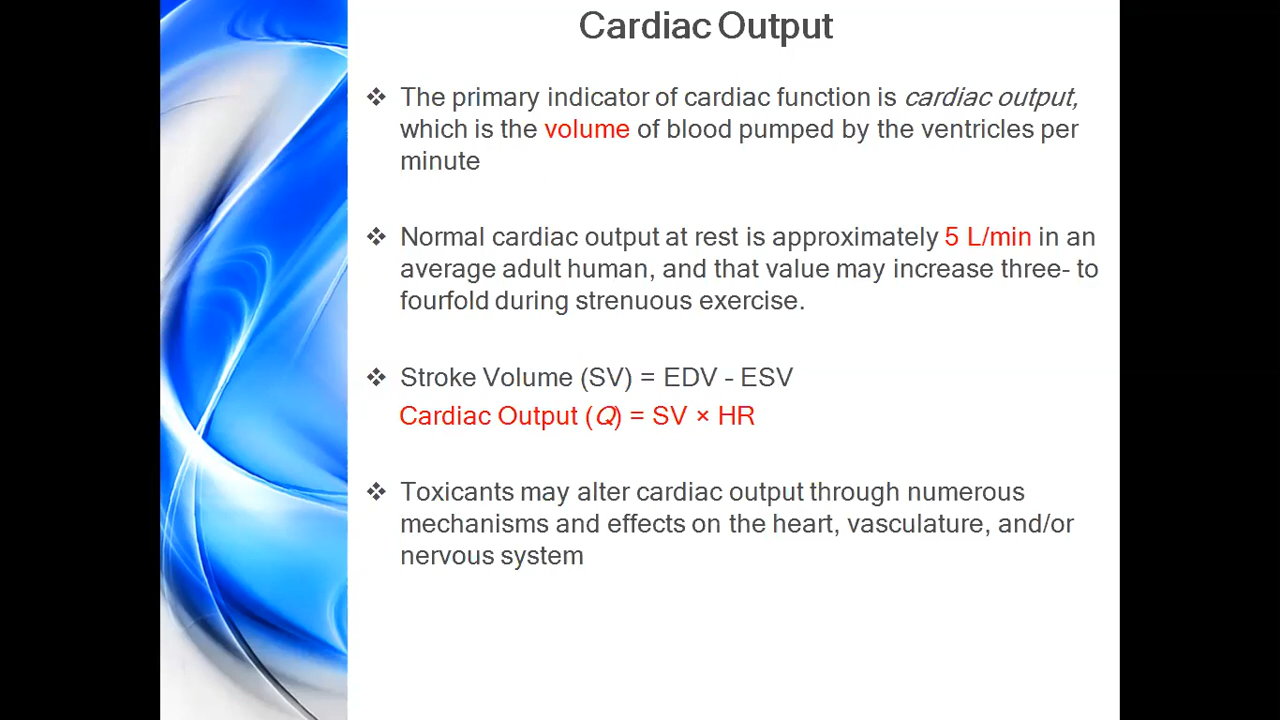 Cardiac Output
❖ The primary indicator of cardiac function is cardiac output,
which is the volume of blood pumped by the ventricles per
minute
❖ Normal cardiac output at rest is approximately 5 L/min in an
average adult human, and that value may increase three- to
fourfold during strenuous exercise.
❖ Stroke Volume (SV) = EDV - ESV
Cardiac Output (Q) = SV × HR
❖ Toxicants may alter cardiac output through numerous
mechanisms and effects on the heart, vasculature, and/or
nervous system